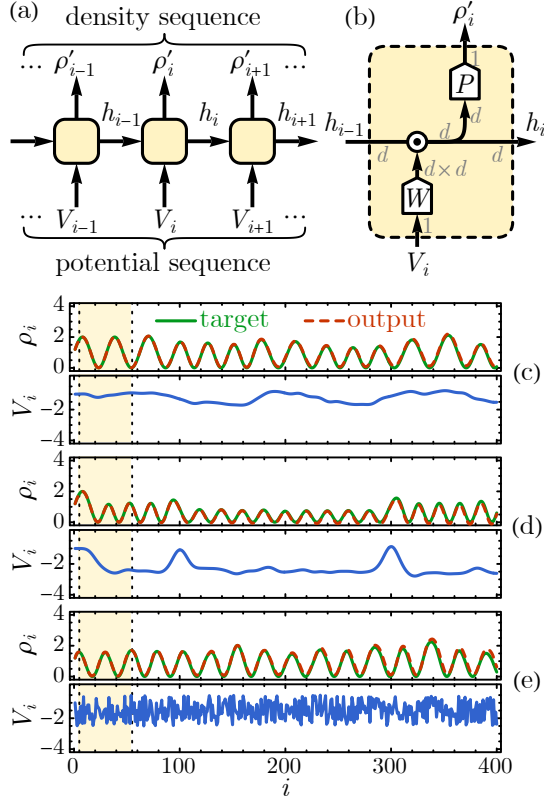 (a) density sequence
... ρ′i−1 ρ′i ρ′i+1 ...
hi−1 hi hi+1
... Vi−1 Vi Vi+1 ...
potential sequence
(b) ρ′i
1
P
hi−1 d d d d hi
d×d
W
1
Vi
4 target output
ρi 2
0
(c)
Vi −2
−4
4
ρi 2
0
(d)
Vi −2
−4
4
ρi 2
0
(e)
Vi −2
−4
0 100 200 300 400
i